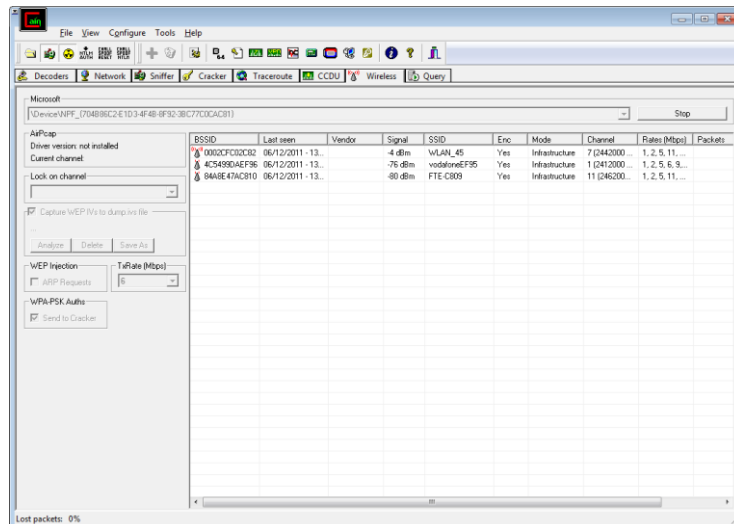 ain
File View Configure Tools Help
Decoders Network Sniffer Cracker Traceroute CCDU Wireless Query
Microsoft
\Device\NPF_{704B86C2-E1D3-4F4B-8F92-3BC77C0CAC81} Stop
AirPcap
Driver version: not installed
Current channel:
Lock on channel
Capture WEP IVs to dump.ivs file
...
Analyze Delete Save As
WEP Injection TxRate (Mbps)
ARP Requests 6
WPA-PSK Auths
Send to Cracker
BSSID Last seen Vendor Signal SSID Enc Mode Channel Rates (Mbps) Packets
0002CFC02C82 06/12/2011 - 13... -4 dBm WLAN_45 Yes Infrastructure 7 (2442000 ... 1, 2, 5, 11, ...
4C5499DAEF96 06/12/2011 - 13... -76 dBm vodafoneEF95 Yes Infrastructure 1 (2412000 ... 1, 2, 5, 6, 9,...
84A8E47AC810 06/12/2011 - 13... -80 dBm FTE-C809 Yes Infrastructure 11 (246200... 1, 2, 5, 11, ...
Lost packets: 0%